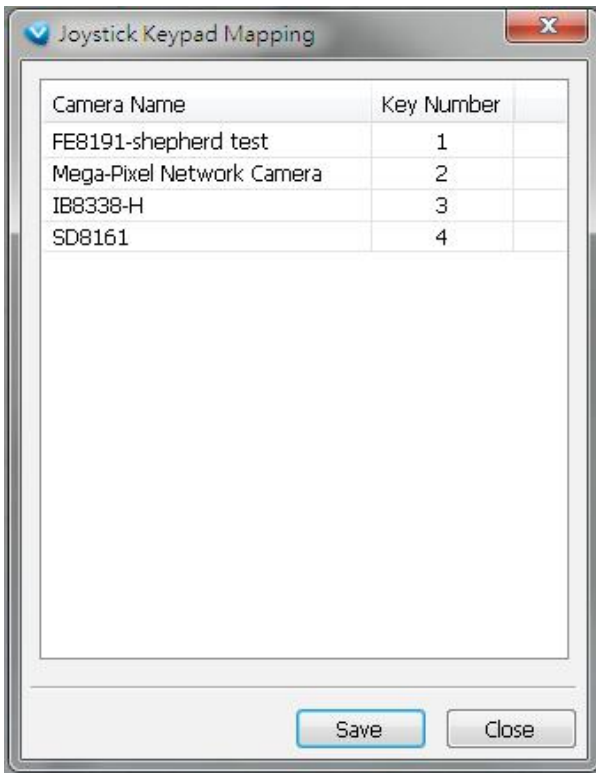 Joystick Keypad Mapping
Camera Name Key Number
FE8191-shepherd test 1
Mega-Pixel Network Camera 2
IB8338-H 3
SD8161 4
Save Close